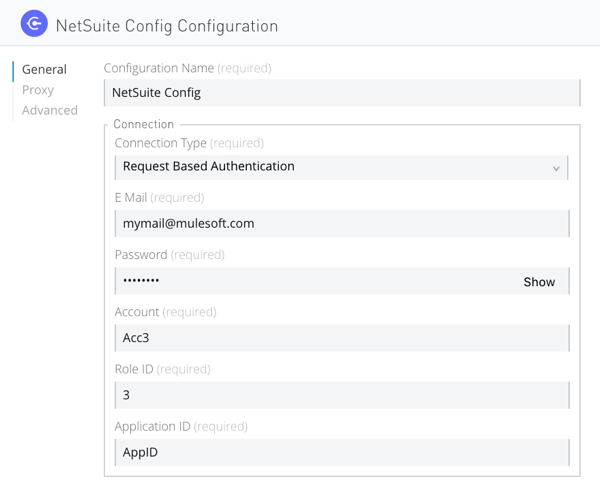 NetSuite Config Configuration
General
Proxy
Advanced
Configuration Name (required)
NetSuite Config
Connection
Connection Type (required)
Request Based Authentication
E Mail (required)
mymail@mulesoft.com
Password (required)
•••••••• Show
Account (required)
Acc3
Role ID (required)
3
Application ID (required)
AppID